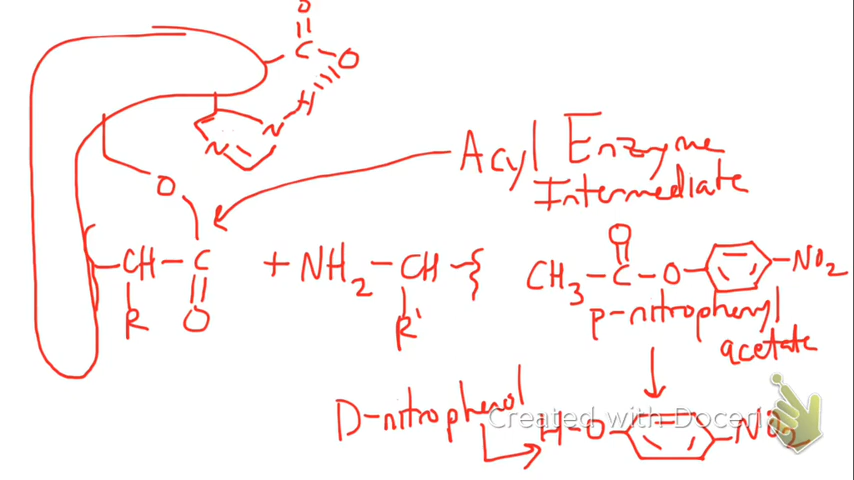 O
C
O
H
N
N
Acyl Enzyme
Intermediate
O
CH - C
R
O
+ NH2 - CH
R'
O
CH3 - C - O - NO2
p-nitrophenyl
acetate
D-nitrophenol
H-O - NO2
Created with Doceri